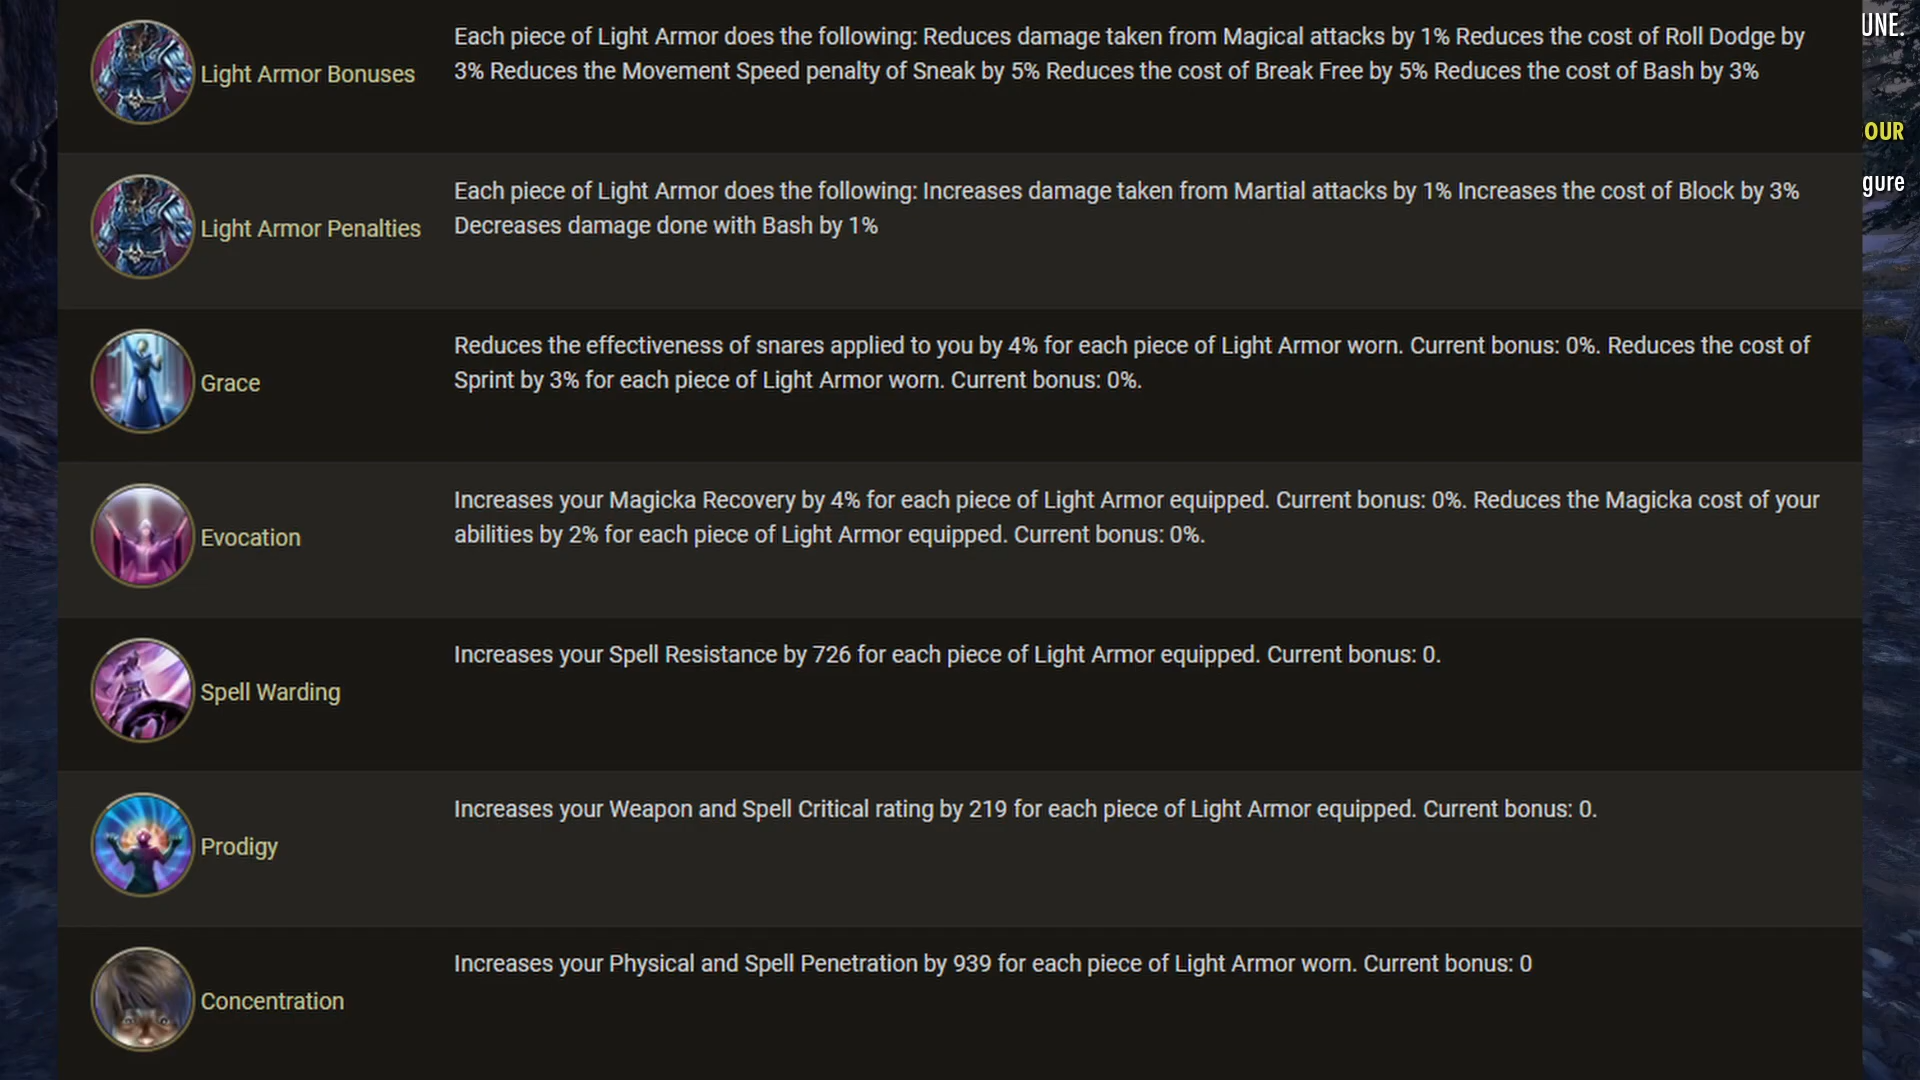 Light Armor Bonuses
Each piece of Light Armor does the following: Reduces damage taken from Magical attacks by 1% Reduces the cost of Roll Dodge by
3% Reduces the Movement Speed penalty of Sneak by 5% Reduces the cost of Break Free by 5% Reduces the cost of Bash by 3%
Light Armor Penalties
Each piece of Light Armor does the following: Increases damage taken from Martial attacks by 1% Increases the cost of Block by 3%
Decreases damage done with Bash by 1%
Grace
Reduces the effectiveness of snares applied to you by 4% for each piece of Light Armor worn. Current bonus: 0%. Reduces the cost of
Sprint by 3% for each piece of Light Armor worn. Current bonus: 0%.
Evocation
Increases your Magicka Recovery by 4% for each piece of Light Armor equipped. Current bonus: 0%. Reduces the Magicka cost of your
abilities by 2% for each piece of Light Armor equipped. Current bonus: 0%.
Spell Warding
Increases your Spell Resistance by 726 for each piece of Light Armor equipped. Current bonus: 0.
Prodigy
Increases your Weapon and Spell Critical rating by 219 for each piece of Light Armor equipped. Current bonus: 0.
Concentration
Increases your Physical and Spell Penetration by 939 for each piece of Light Armor worn. Current bonus: 0
UNE.
OUR
gure